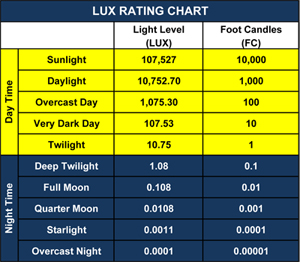 LUX RATING CHART
Light Level (LUX) Foot Candles (FC)
Day Time
Sunlight 107,527 10,000
Daylight 10,752.70 1,000
Overcast Day 1,075.30 100
Very Dark Day 107.53 10
Twilight 10.75 1
Night Time
Deep Twilight 1.08 0.1
Full Moon 0.108 0.01
Quarter Moon 0.0108 0.001
Starlight 0.0011 0.0001
Overcast Night 0.0001 0.00001